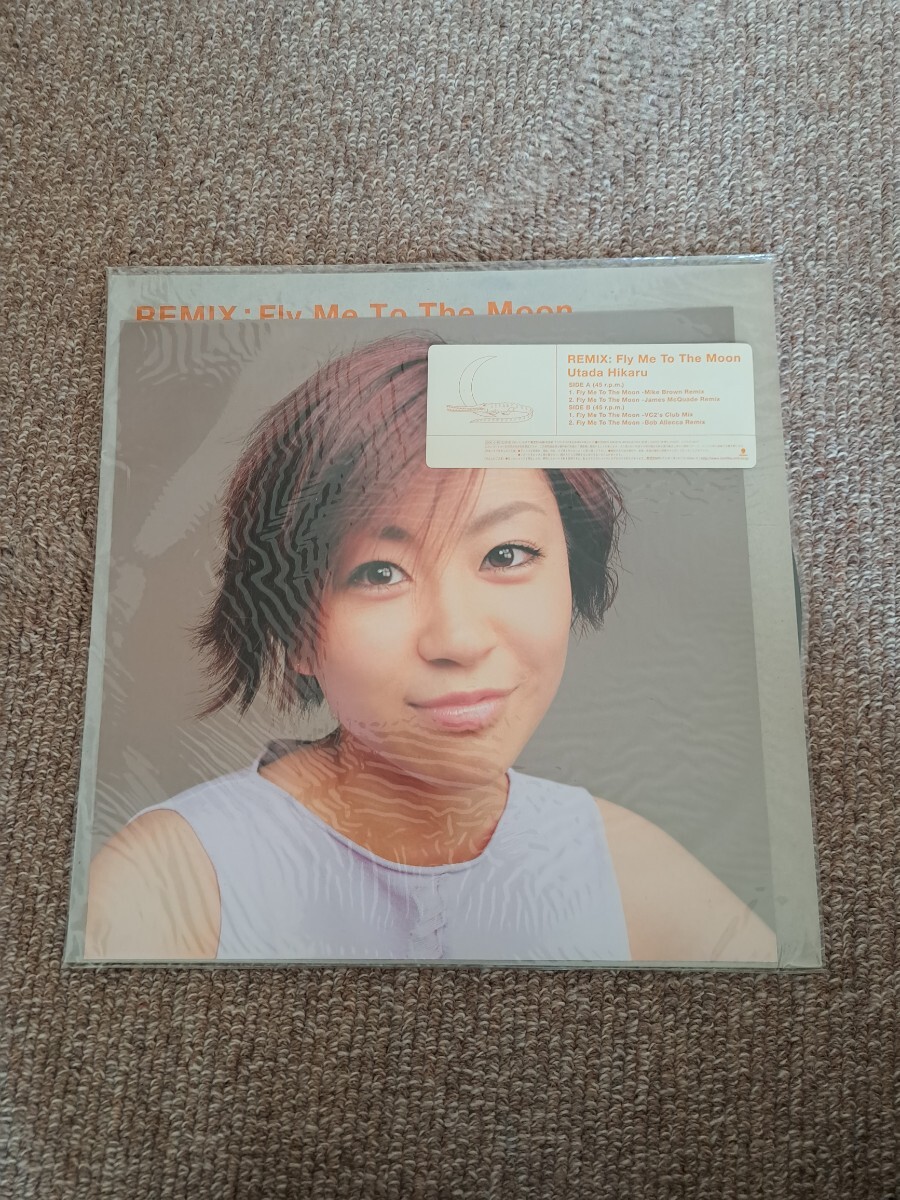 REMIX: Fly Me To The Moon
REMIX: Fly Me To The Moon
Utada Hikaru
SIDE A (45 r.p.m.)
1. Fly Me To The Moon -Mike Brown Remix
2. Fly Me To The Moon -James McQuade Remix
SIDE B (45 r.p.m.)
1. Fly Me To The Moon -#C2's Club Mix
2. Fly Me To The Moon -Bob Allecca Remix